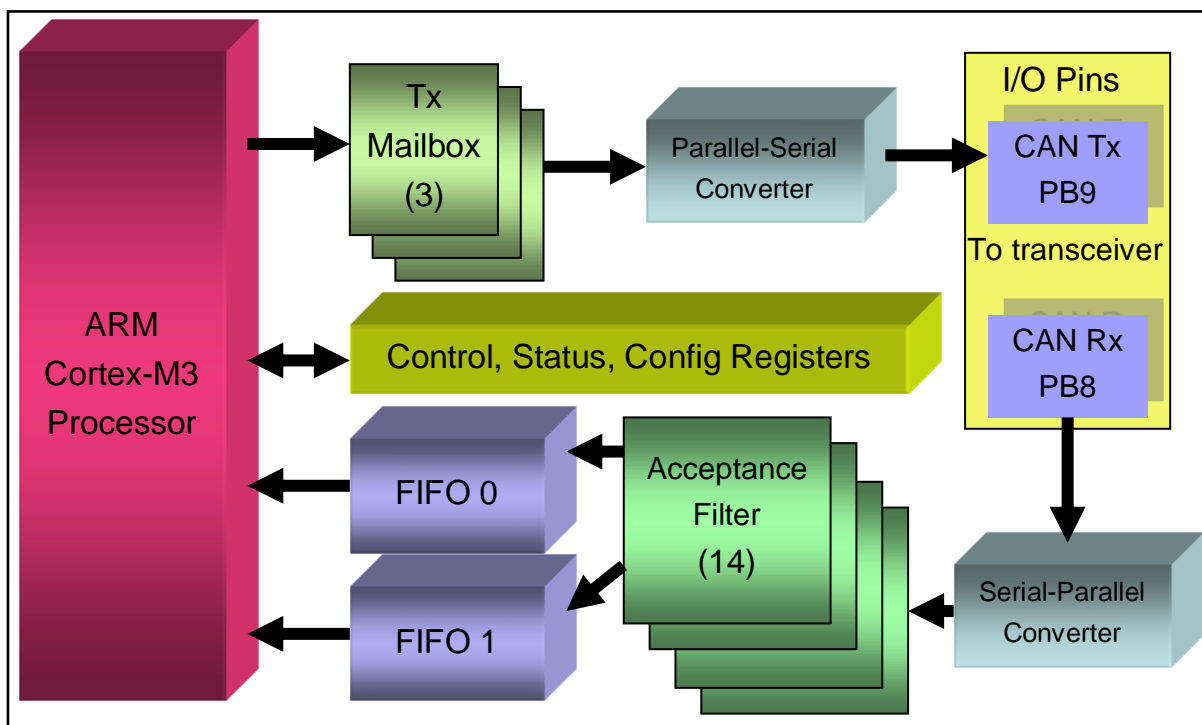 Tx
Mailbox
(3)
Parallel-Serial
Converter
I/O Pins
CAN Tx
PB9
To transceiver
CAN Rx
PB8
ARM
Cortex-M3
Processor
Control, Status, Config Registers
FIFO 0
FIFO 1
Acceptance
Filter
(14)
Serial-Parallel
Converter